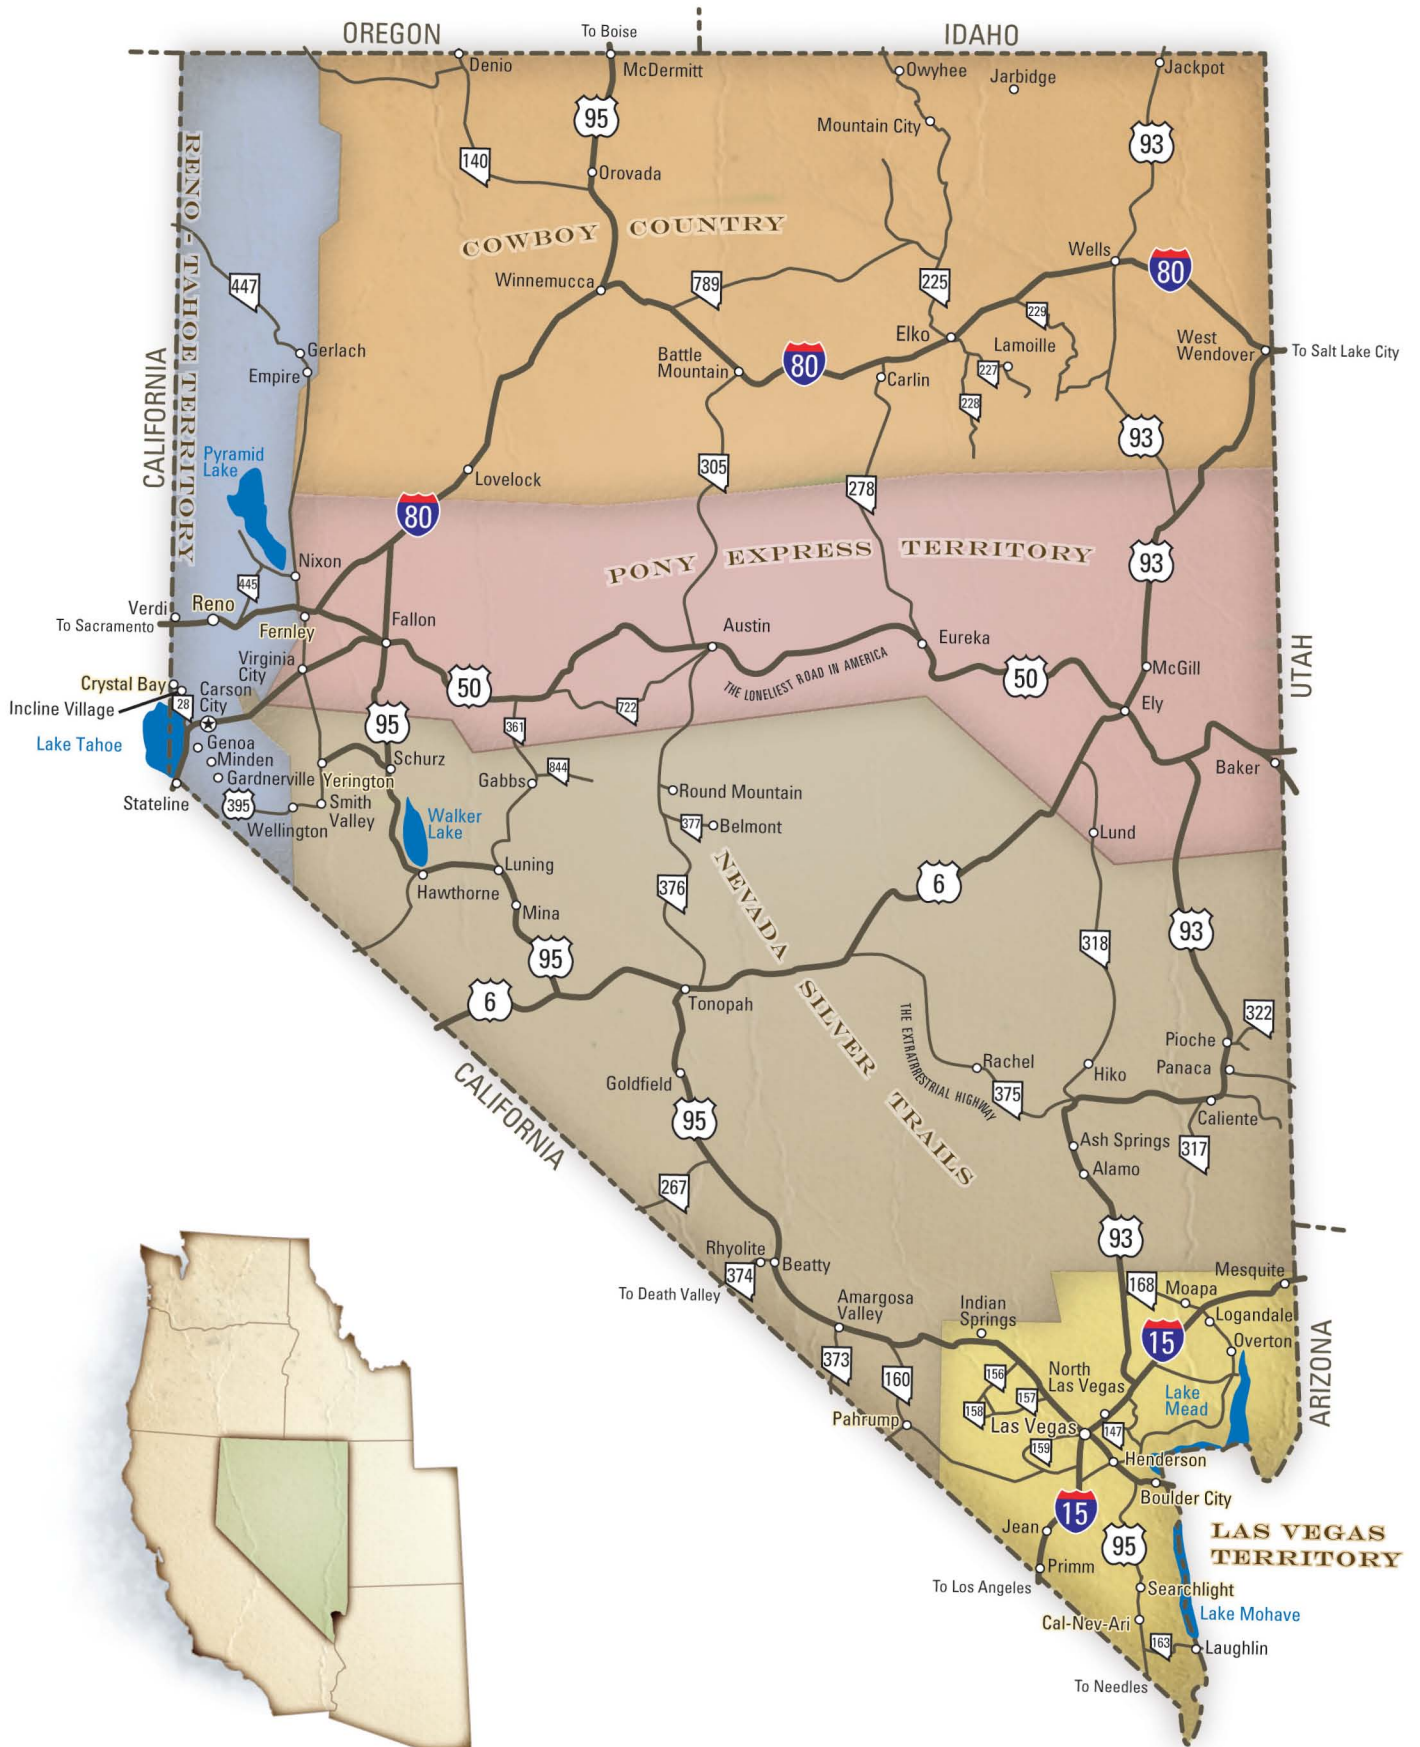 OREGON
To Boise
IDAHO
Denio
McDermitt
Owyhee
Jarbidge
Jackpot
95
Mountain City
93
140
Orovada
RENO - TAHOE TERRITORY
COWBOY COUNTRY
Wells
80
447
Winnemucca
789
225
229
Elko
West
Wendover
To Salt Lake City
Gerlach
Empire
Battle
Mountain
80
Lamoille
227
Carlin
228
CALIFORNIA
93
Pyramid
Lake
Lovelock
305
278
80
PONY EXPRESS TERRITORY
93
Nixon
445
Verdi
Reno
To Sacramento
Fernley
Fallon
Austin
Eureka
THE LONELIEST ROAD IN AMERICA
UTAH
Virginia
City
McGill
50
50
Crystal Bay
Carson
City
28
Incline Village
722
Ely
361
95
Lake Tahoe
Genoa
Minden
Gardnerville
Schurz
Yerington
Gabbs
844
Baker
Stateline
395
Smith
Valley
Wellington
Walker
Lake
Round Mountain
377
Belmont
Lund
Luning
Hawthorne
6
376
NEVADA SILVER TRAILS
Mina
318
93
95
6
Tonopah
322
THE EXTRATRRESTRIAL HIGHWAY
Pioche
Panaca
Rachel
Hiko
375
Goldfield
CALIFORNIA
95
Caliente
Ash Springs
317
Alamo
267
93
Rhyolite
Beatty
374
To Death Valley
Mesquite
168
Moapa
Amargosa
Valley
Indian
Springs
Logandale
15
Overton
373
160
156
North
Las Vegas
157
158
Lake
Mead
ARIZONA
Pahrump
Las Vegas
147
159
Henderson
Boulder City
15
Jean
95
LAS VEGAS
TERRITORY
Primm
To Los Angeles
Searchlight
Lake Mohave
Cal-Nev-Ari
163
Laughlin
To Needles